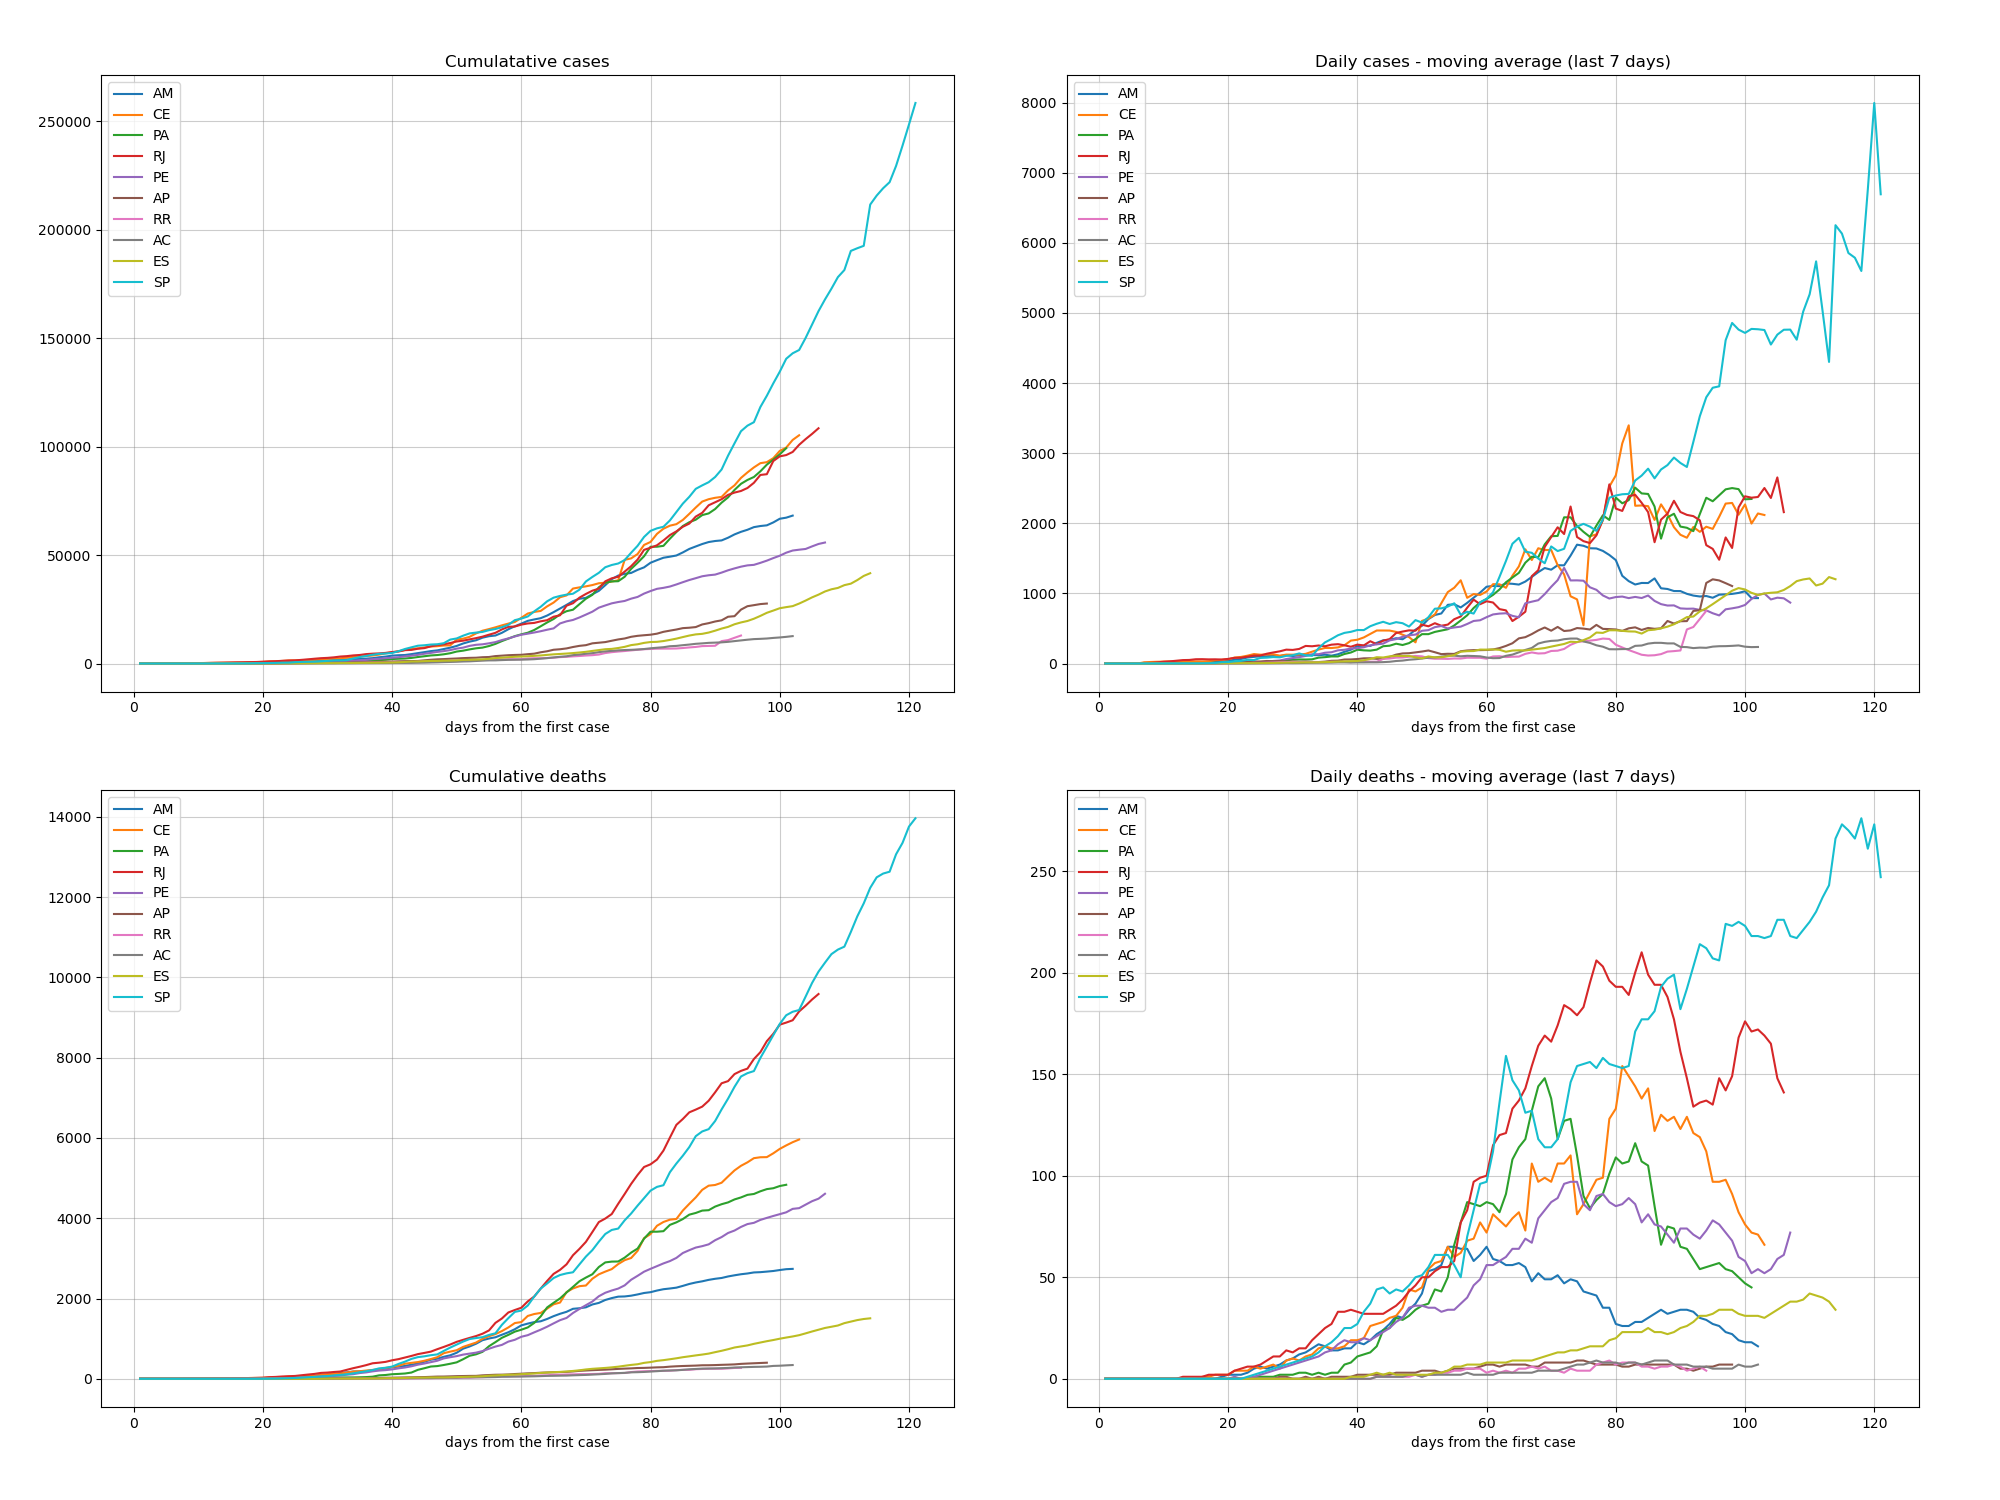 Cumulatative cases
AM
CE
PA
RJ
PE
AP
RR
AC
ES
SP
250000
200000
150000
100000
50000
0
0 20 40 60 80 100 120
days from the first case
Daily cases - moving average (last 7 days)
AM
CE
PA
RJ
PE
AP
RR
AC
ES
SP
8000
7000
6000
5000
4000
3000
2000
1000
0
0 20 40 60 80 100 120
days from the first case
Cumulative deaths
AM
CE
PA
RJ
PE
AP
RR
AC
ES
SP
14000
12000
10000
8000
6000
4000
2000
0
0 20 40 60 80 100 120
days from the first case
Daily deaths - moving average (last 7 days)
AM
CE
PA
RJ
PE
AP
RR
AC
ES
SP
250
200
150
100
50
0
0 20 40 60 80 100 120
days from the first case